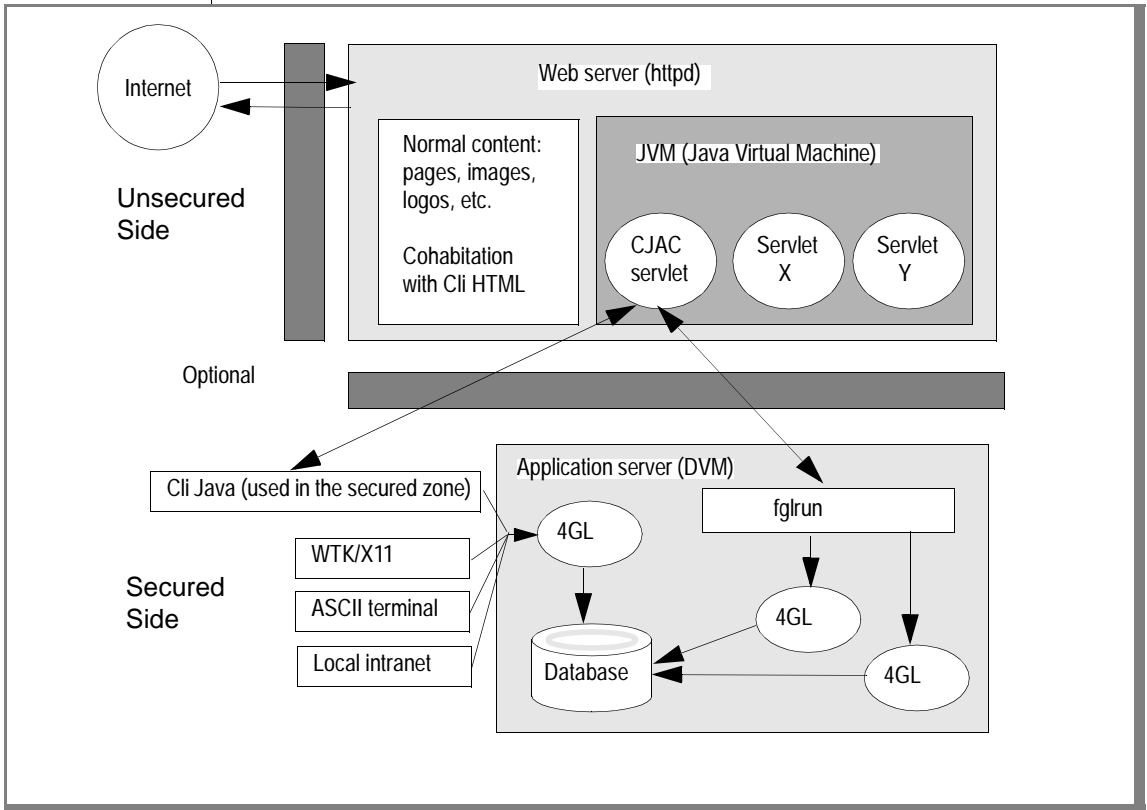 Internet
Web server (httpd)
Normal content:
pages, images,
logos, etc.
Cohabitation
with Cli HTML
JVM (Java Virtual Machine)
CJAC
servlet
Servlet
X
Servlet
Y
Unsecured
Side
Optional
Application server (DVM)
Cli Java (used in the secured zone)
fglrun
4GL
WTK/X11
Secured
Side
ASCII terminal
4GL
Local intranet
Database
4GL